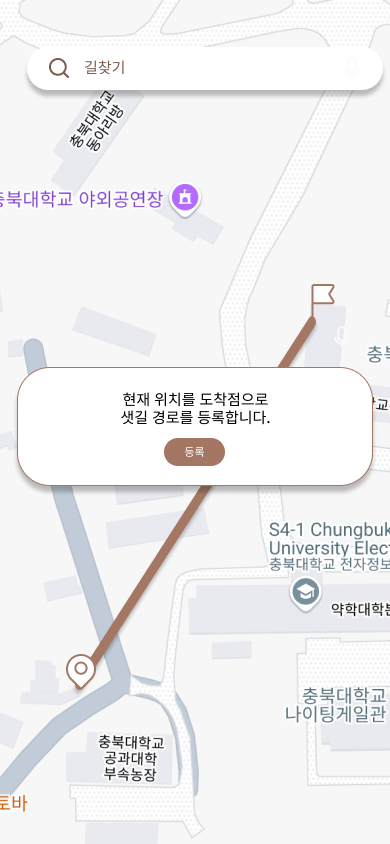 길찾기
충북대학교
동아리방
충북대학교 야외공연장
충북
현재 위치를 도착점으로
샛길 경로를 등록합니다.
등록
S4-1 Chungbuk
University Elect
충북대학교 전자정보
약학대학본
충북대학교
나이팅게일관
충북대학교
공과대학
부속농장
토바